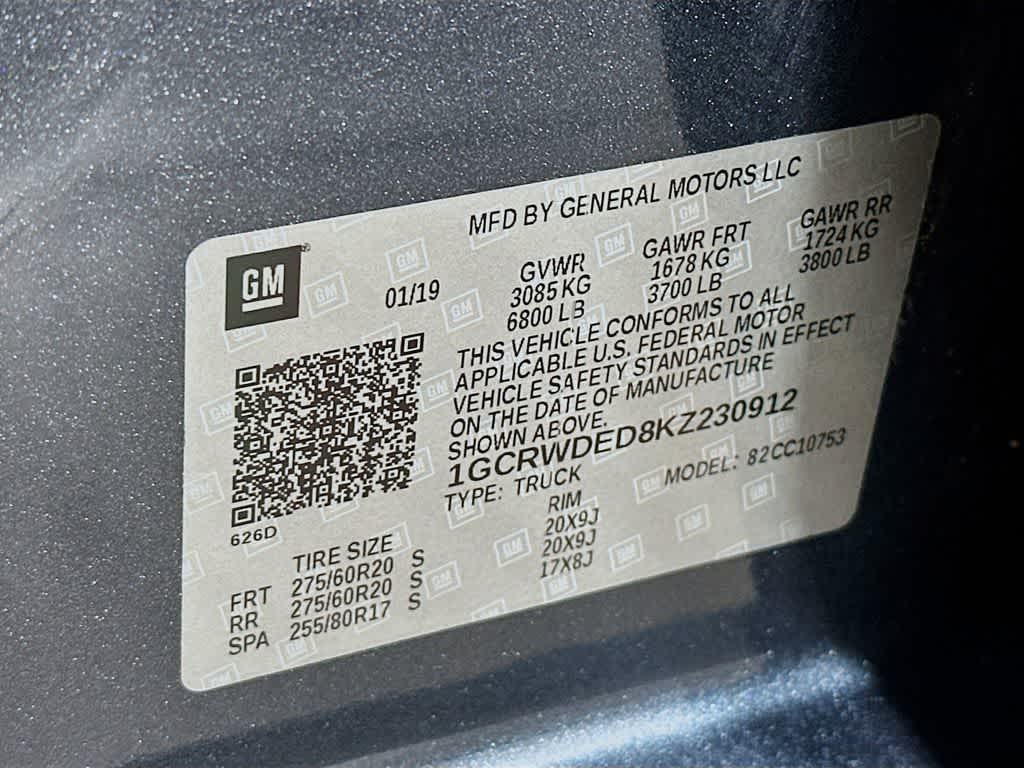 MFD BY GENERAL MOTORS LLC
GM
01/19
GVWR GAWR FRT GAWR RR
3085 KG 1678 KG 1724 KG
6800 LB 3700 LB 3800 LB
THIS VEHICLE CONFORMS TO ALL
APPLICABLE U.S. FEDERAL MOTOR
VEHICLE SAFETY STANDARDS IN EFFECT
ON THE DATE OF MANUFACTURE
SHOWN ABOVE.
1GCRWDED8KZ230912
TYPE: TRUCK MODEL: 82CC10753
626D
TIRE SIZE RIM
FRT 275/60R20 S 20X9J
RR 275/60R20 S 20X9J
SPA 255/80R17 S 17X8J